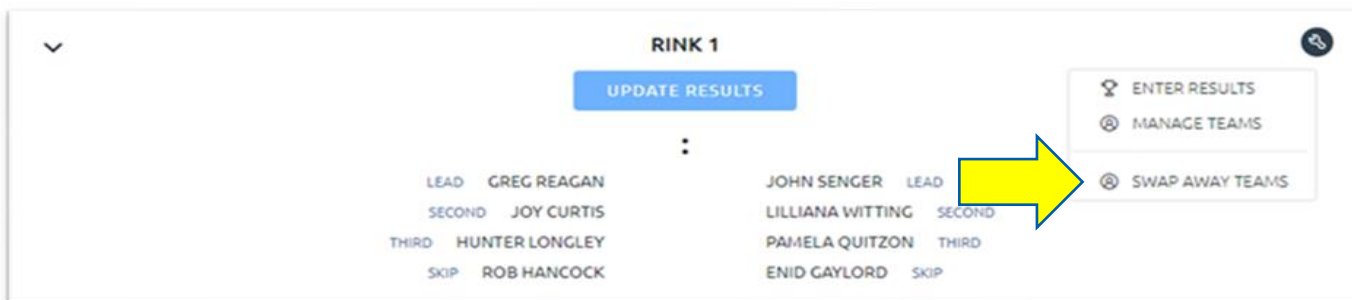 RINK 1
UPDATE RESULTS
:
LEAD GREG REAGAN JOHN SENGER LEAD
SECOND JOY CURTIS LILLIANA WITTING SECOND
THIRD HUNTER LONGLEY PAMELA QUITZON THIRD
SKIP ROB HANCOCK ENID GAYLORD SKIP
ENTER RESULTS
MANAGE TEAMS
SWAP AWAY TEAMS